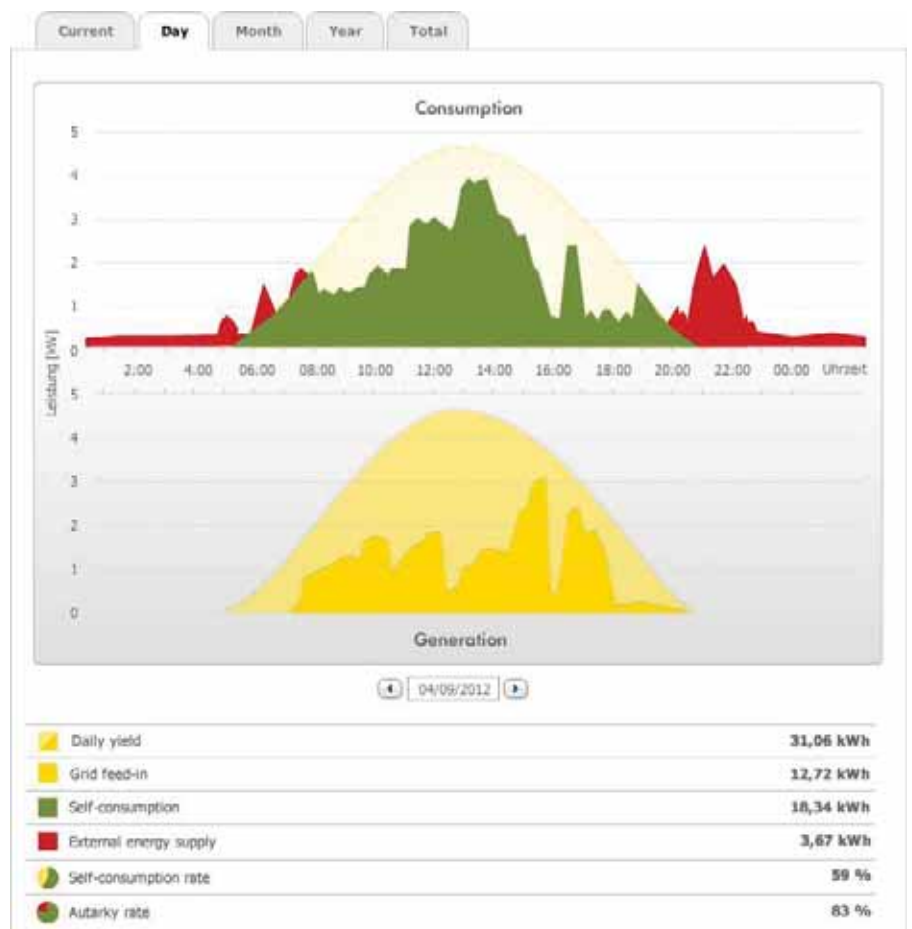 Current Day Month Year Total
Consumption
5
4
3
2
1
0
Leistung [kW]
2:00 4:00 06:00 08:00 10:00 12:00 14:00 16:00 18:00 20:00 22:00 00:00 Uhrzeit
5
4
3
2
1
0
Generation
04/09/2012
Daily yield 31,06 kWh
Grid feed-in 12,72 kWh
Self-consumption 18,34 kWh
External energy supply 3,67 kWh
Self-consumption rate 59 %
Autarky rate 83 %